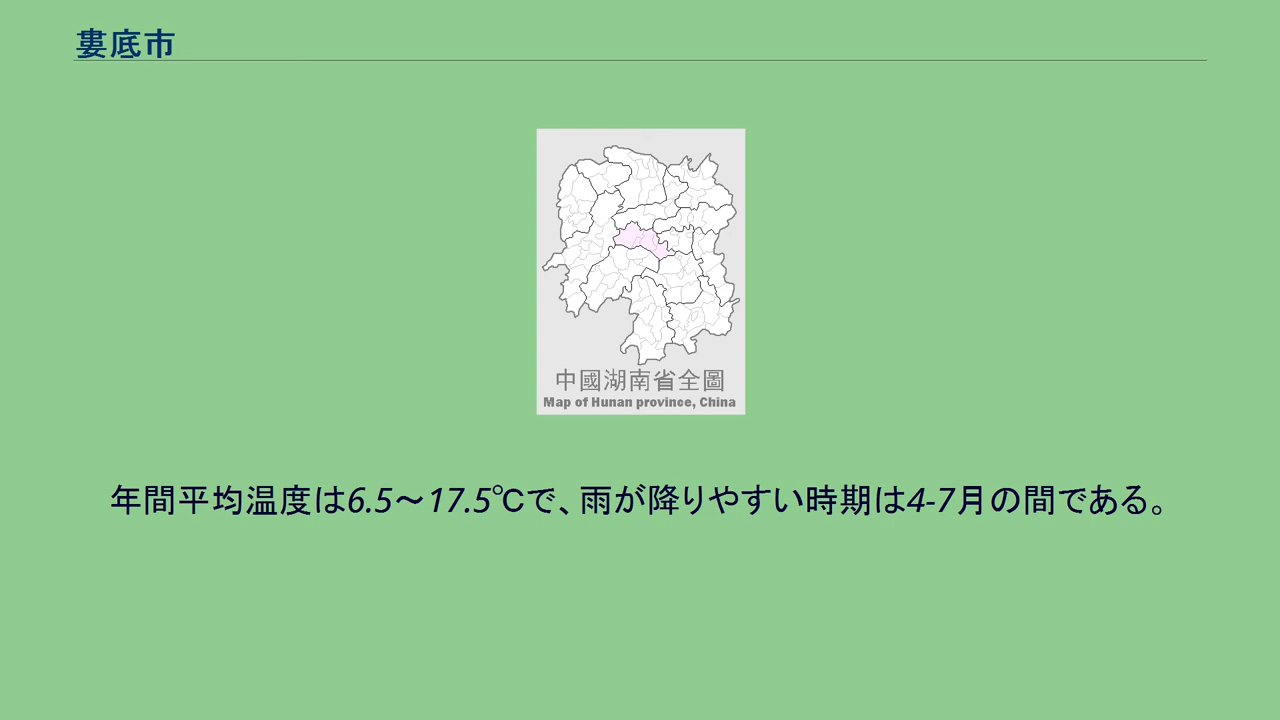 婁底市
中國湖南省全圖
Map of Hunan province, China
年間平均温度は6.5〜17.5℃で、雨が降りやすい時期は4-7月の間である。